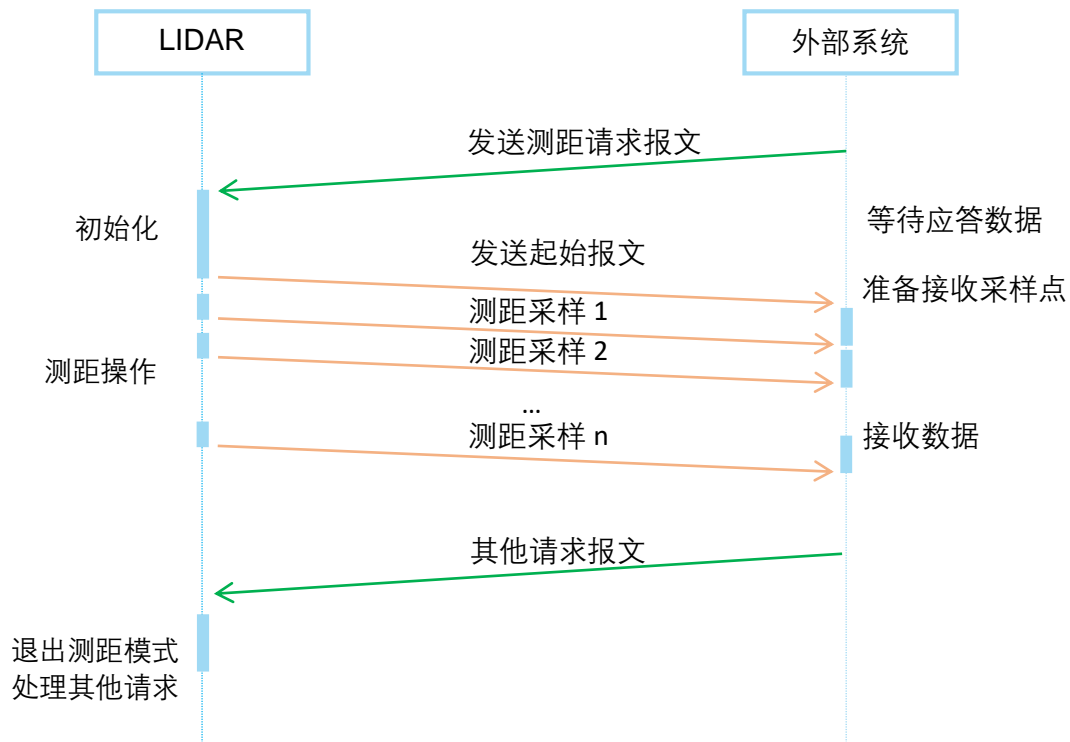 LIDAR
外部系统
发送测距请求报文
初始化
等待应答数据
发送起始报文
准备接收采样点
测距采样 1
测距采样 2
测距操作
...
测距采样 n
接收数据
其他请求报文
退出测距模式
处理其他请求